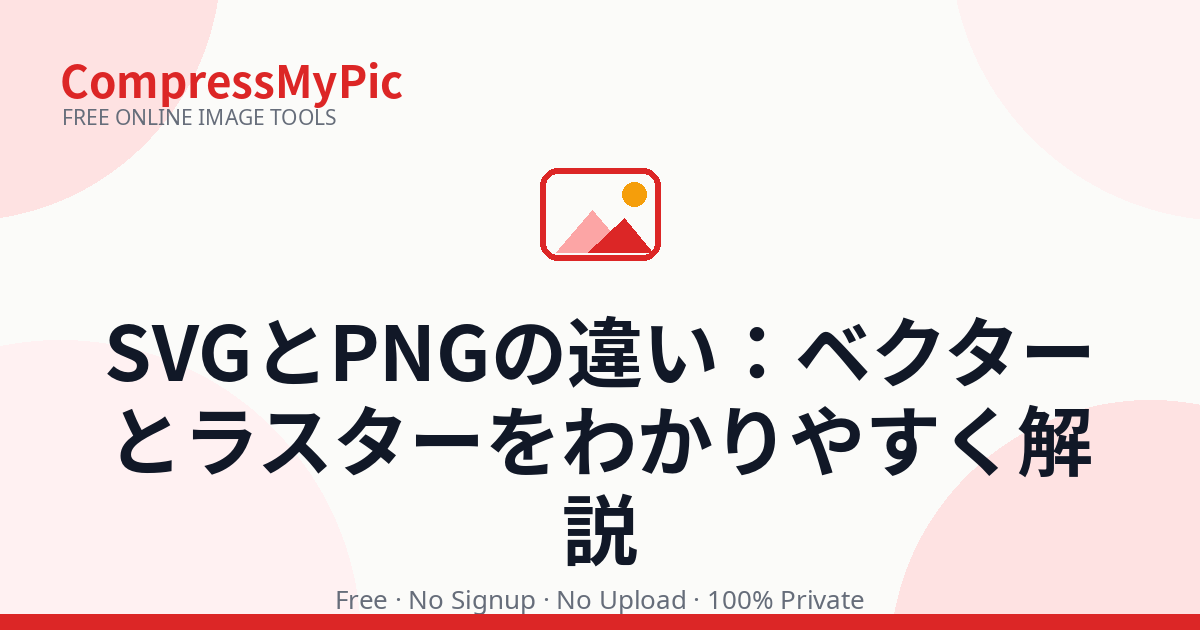 CompressMyPic
FREE ONLINE IMAGE TOOLS
SVGとPNGの違い：ベクター
とラスターをわかりやすく解
説
Free · No Signup · No Upload · 100% Private